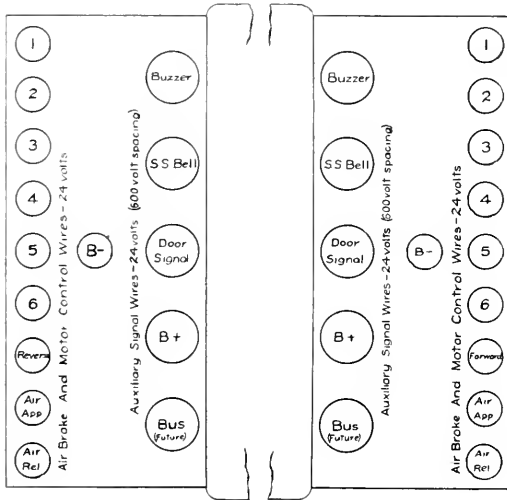 1
2
3
4
5
6
Reverse
Air
App
Air
Rel
Air Brake And Motor Control Wires - 24 volts
B-
Auxiliary Signal Wires - 24 volts (600 volt spacing)
Buzzer
SS Bell
Door
Signal
B+
Bus
(Future)
Buzzer
SS Bell
Door
Signal
B+
Bus
(Future)
Auxiliary Signal Wires - 24 volts (600 volt spacing)
B-
Air Brake And Motor Control Wires - 24 volts
1
2
3
4
5
6
Forward
Air
App
Air
Rel